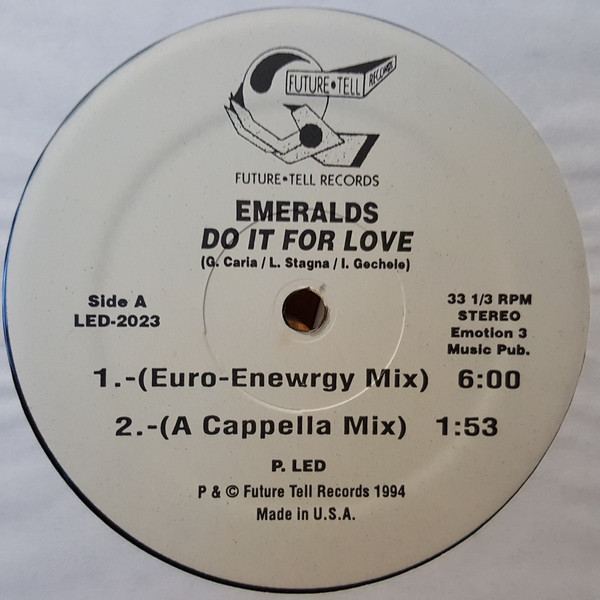 FUTURE•TELL RECORDS
FUTURE•TELL RECORDS
EMERALDS
DO IT FOR LOVE
(G. Caria / L. Stagna / I. Gechele)
Side A
LED-2023
33 1/3 RPM
STEREO
Emotion 3
Music Pub.
1.-(Euro-Enewrgy Mix) 6:00
2.-(A Cappella Mix) 1:53
P. LED
P & © Future Tell Records 1994
Made in U.S.A.